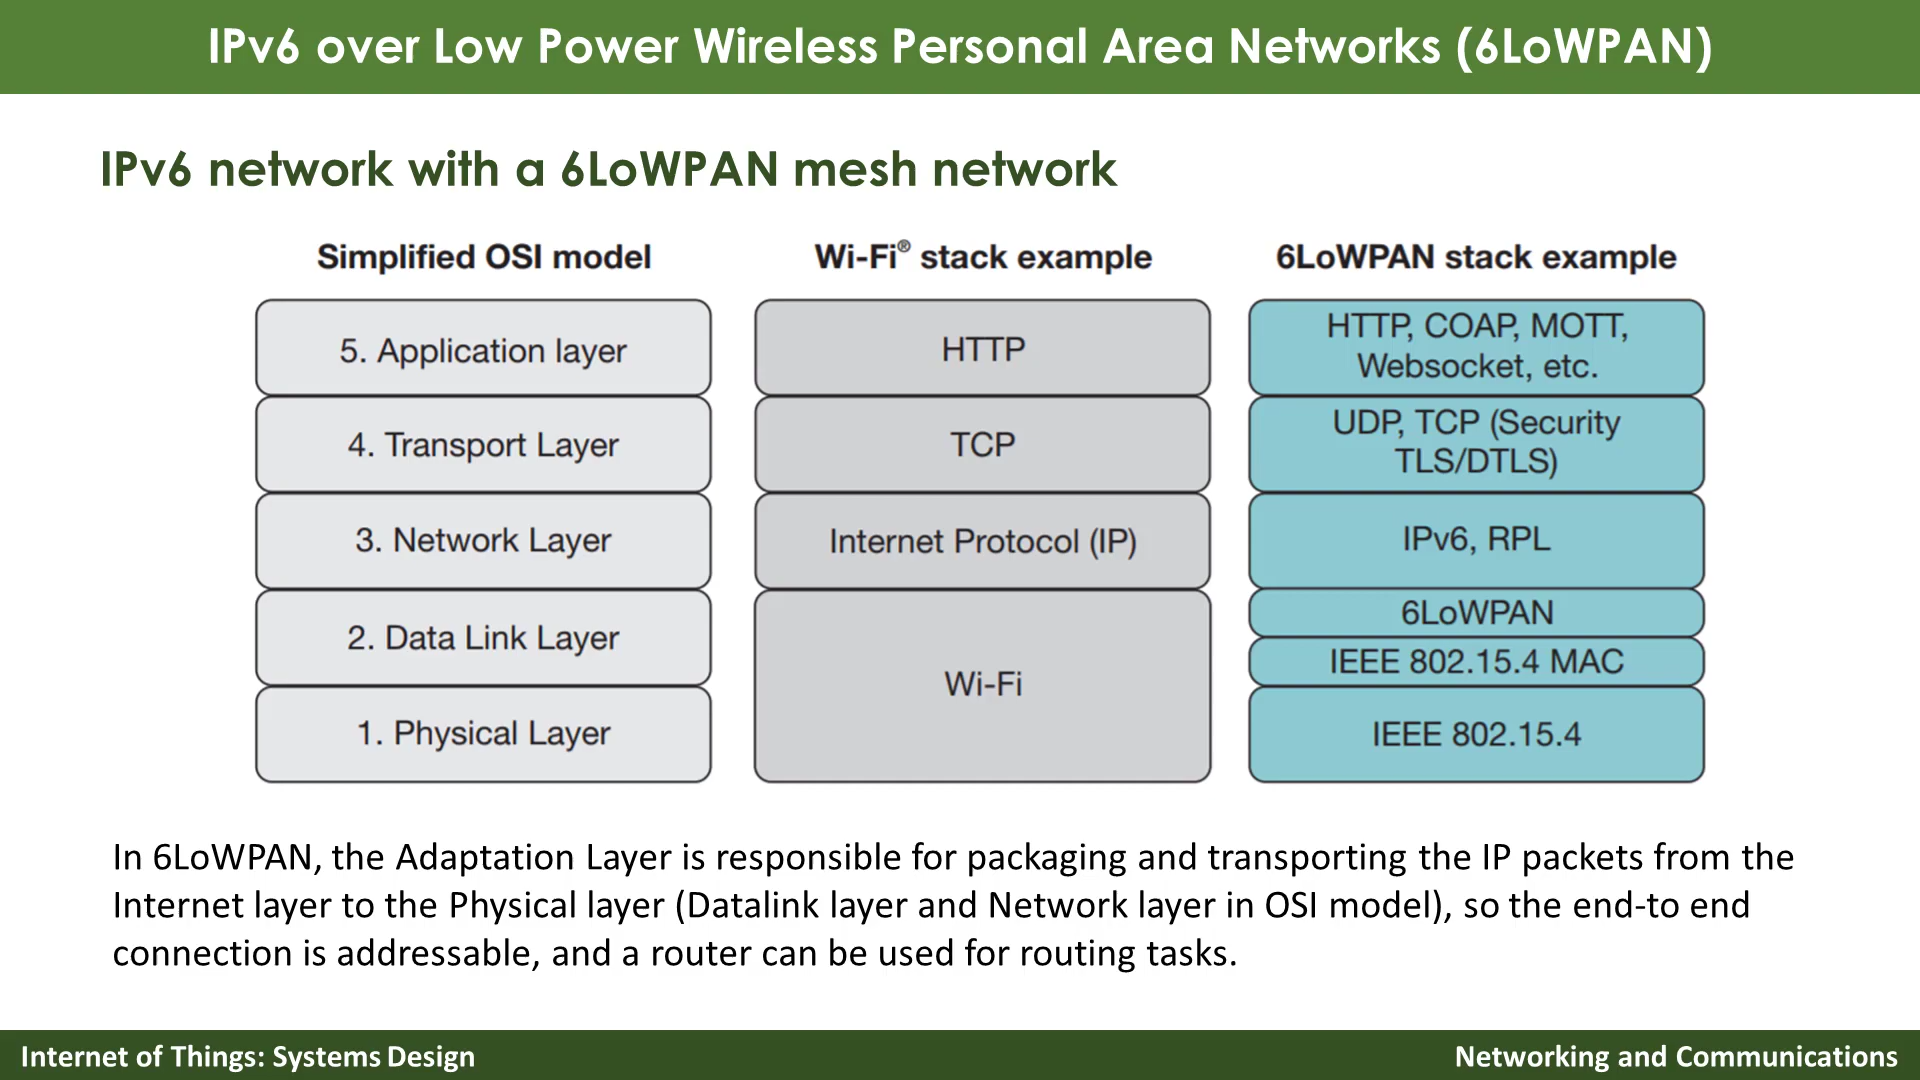 IPv6 over Low Power Wireless Personal Area Networks (6LoWPAN)
IPv6 network with a 6LoWPAN mesh network
Simplified OSI model
5. Application layer
4. Transport Layer
3. Network Layer
2. Data Link Layer
1. Physical Layer
Wi-Fi® stack example
HTTP
TCP
Internet Protocol (IP)
Wi-Fi
6LoWPAN stack example
HTTP, COAP, MOTT,
Websocket, etc.
UDP, TCP (Security
TLS/DTLS)
IPv6, RPL
6LoWPAN
IEEE 802.15.4 MAC
IEEE 802.15.4
In 6LoWPAN, the Adaptation Layer is responsible for packaging and transporting the IP packets from the
Internet layer to the Physical layer (Datalink layer and Network layer in OSI model), so the end-to end
connection is addressable, and a router can be used for routing tasks.
Internet of Things: Systems Design
Networking and Communications